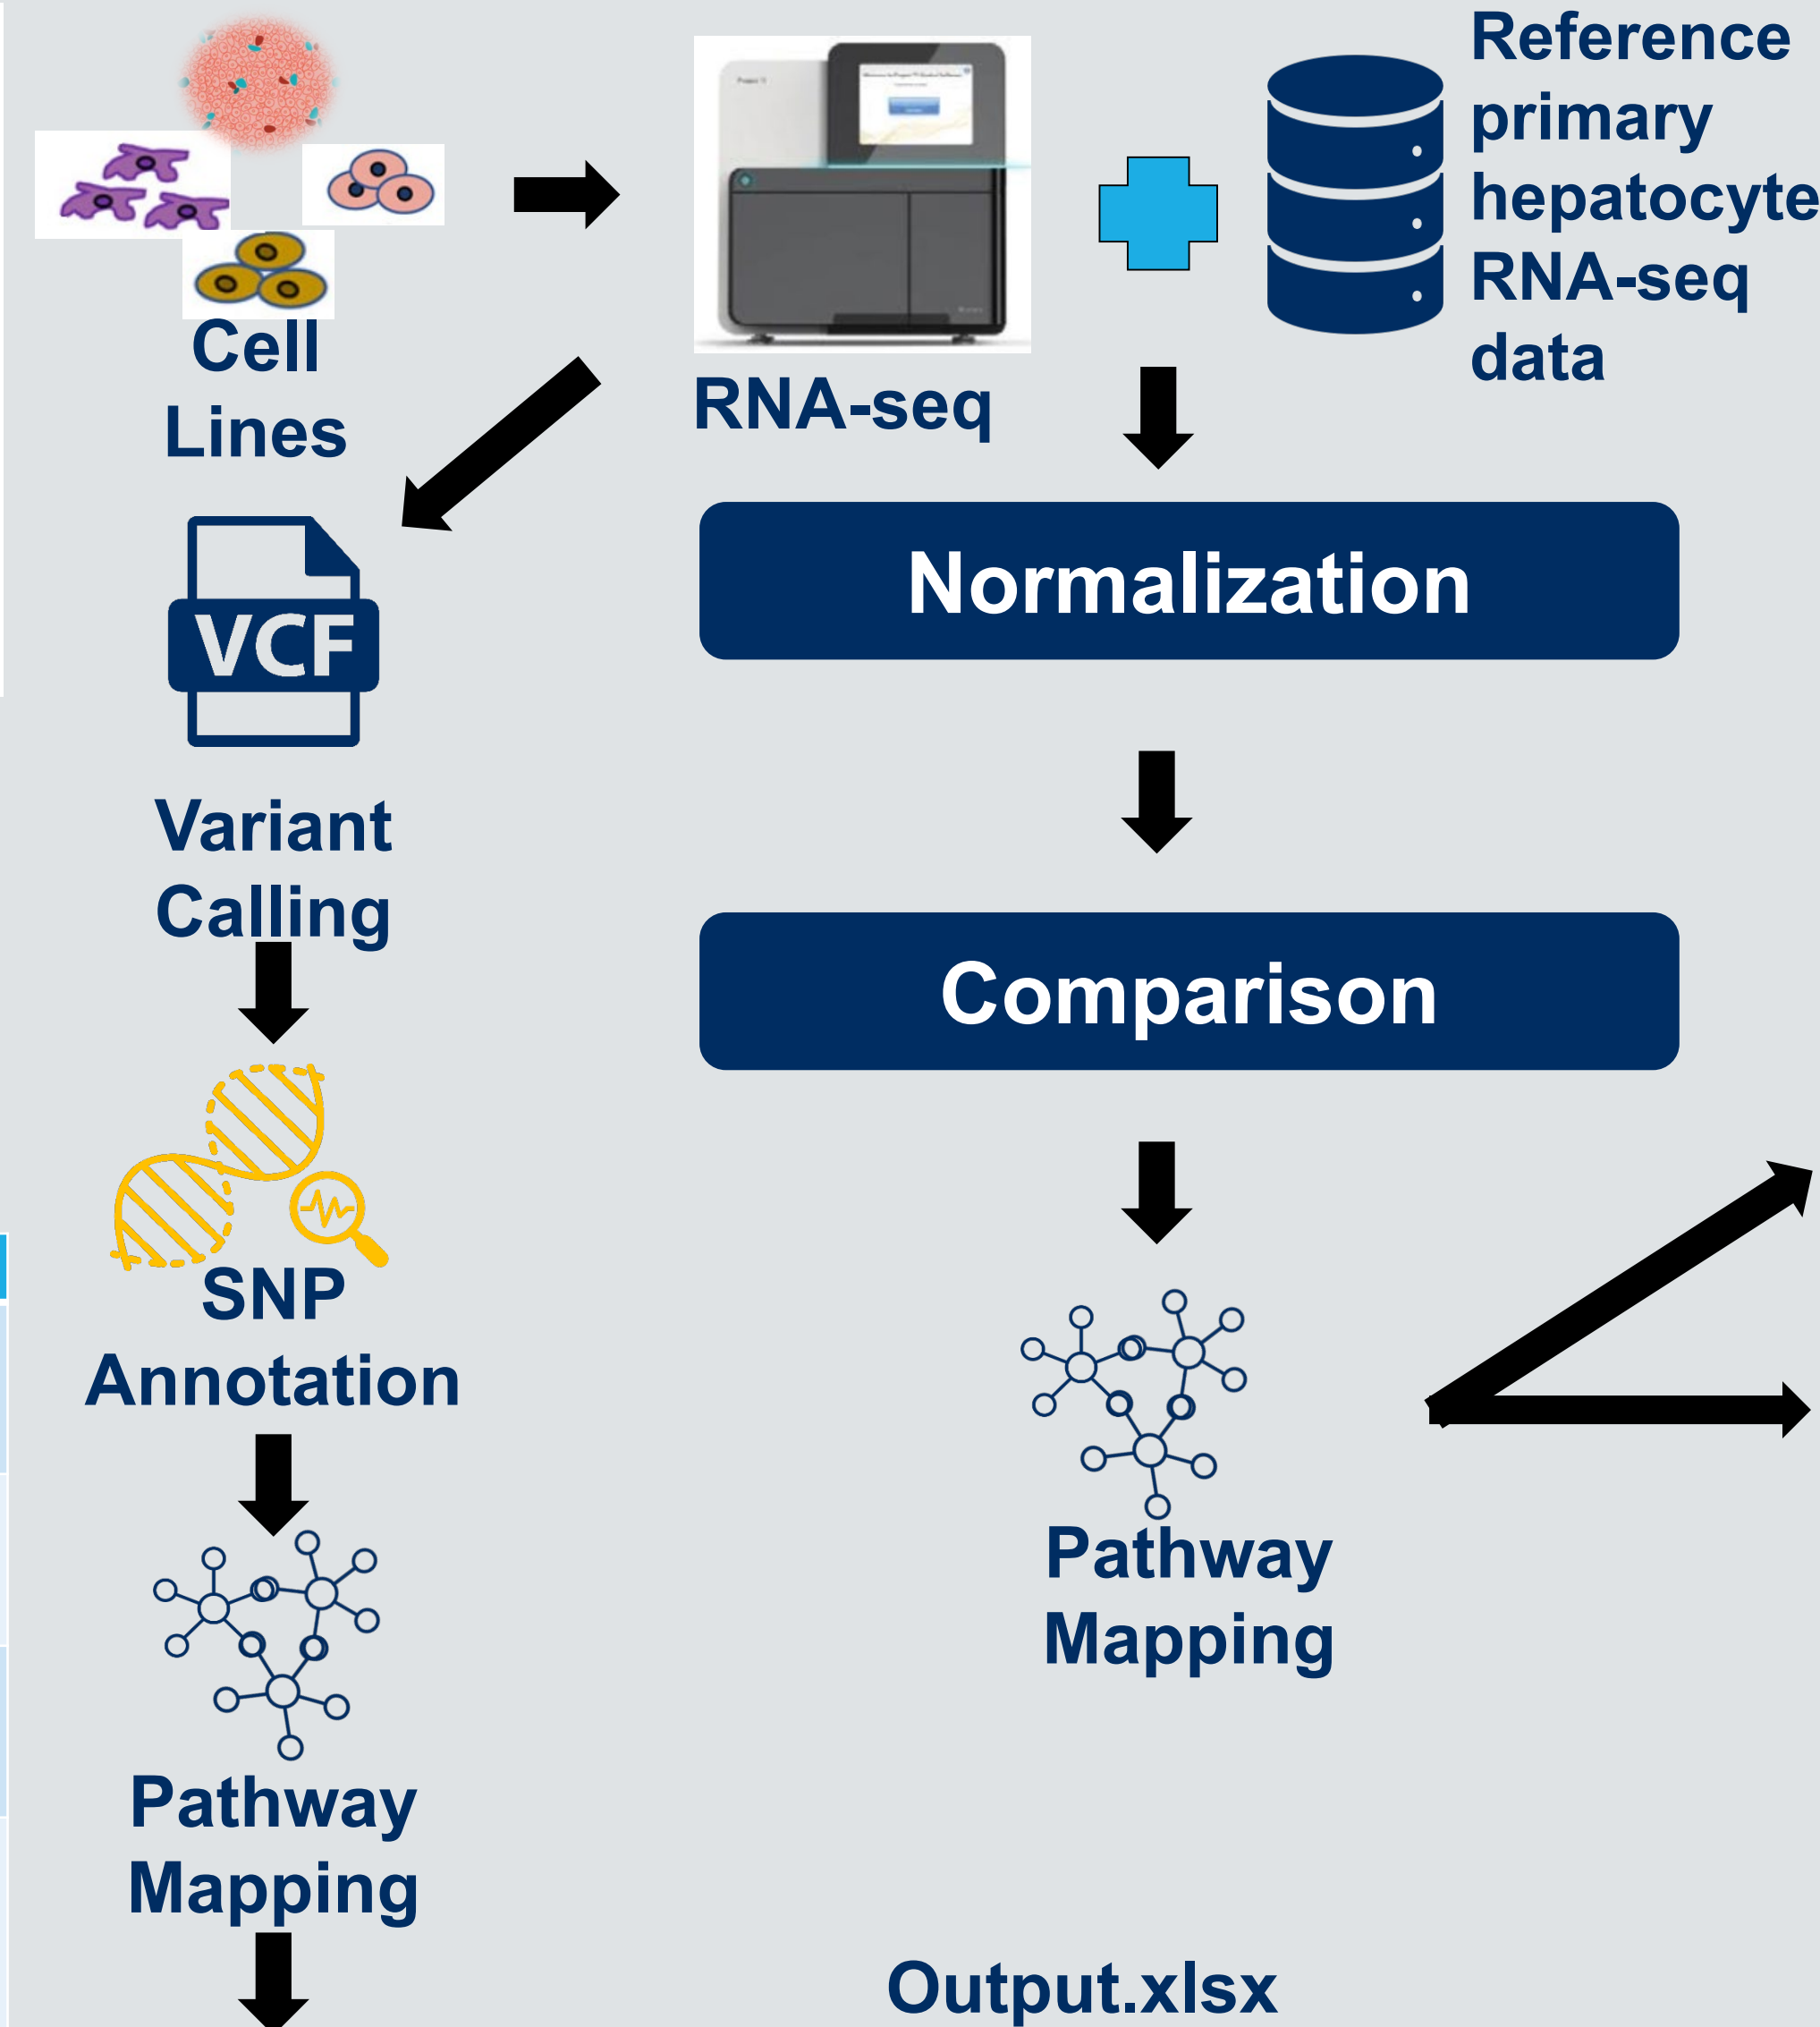 Reference
primary
hepatocyte
RNA-seq
data
Cell
Lines
RNA-seq
VCF
Normalization
Variant
Calling
Comparison
SNP
Annotation
Pathway
Mapping
Pathway
Mapping
Output.xlsx